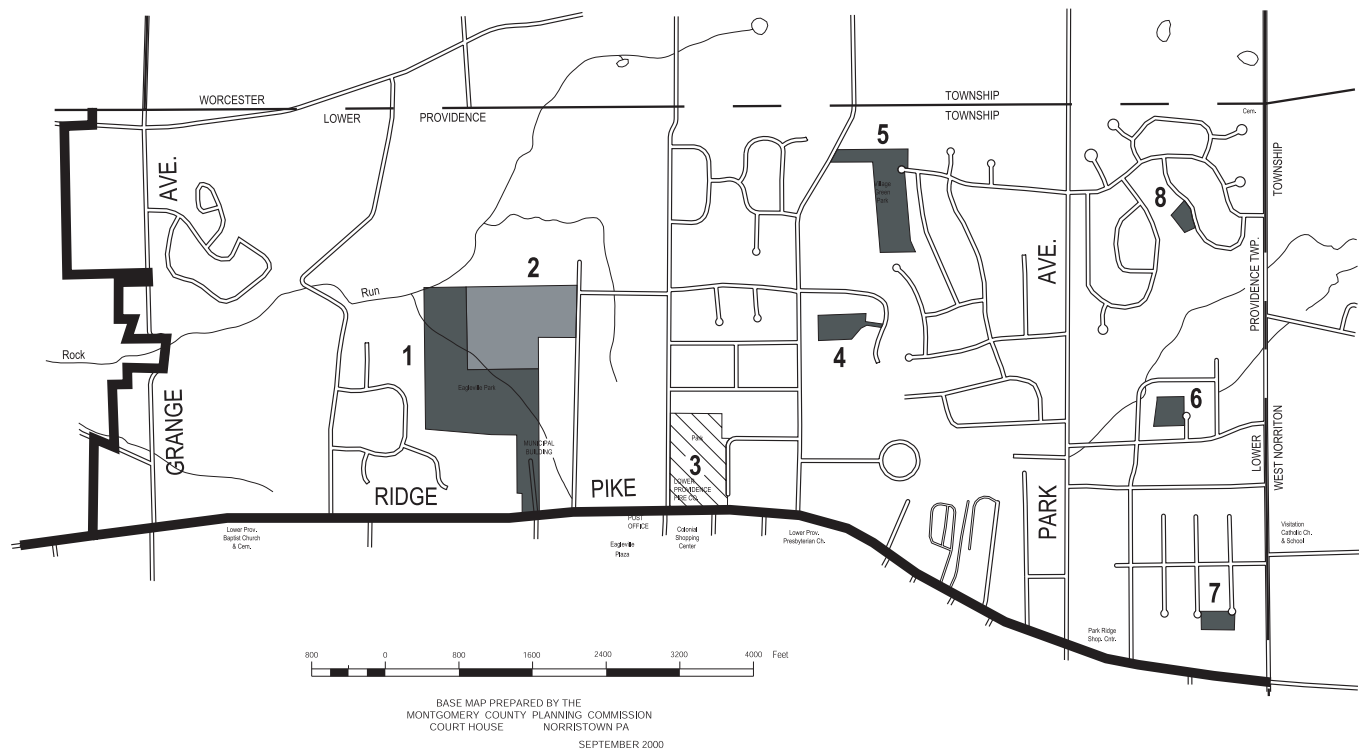 WORCESTER
TOWNSHIP
LOWER
PROVIDENCE
TOWNSHIP
Cem.
5
AVE.
TOWNSHIP
Village
Green
Park
8
AVE.
PROVIDENCE TWP.
2
Run
Rock
1
4
Eagleville Park
6
GRANGE
Park
MUNICIPAL
BUILDING
3
LOWER
PROVIDENCE
FIRE CO.
LOWER
WEST NORRITON
RIDGE
PIKE
PARK
POST
OFFICE
Lower Prov.
Baptist Church
& Cem.
Eagleville
Plaza
Colonial
Shopping
Center
Lower Prov.
Presbyterian Ch.
Visitation
Catholic Ch.
& School
7
Park Ridge
Shop. Cntr.
800 0 800 1600 2400 3200 4000 Feet
BASE MAP PREPARED BY THE
MONTGOMERY COUNTY PLANNING COMMISSION
COURT HOUSE NORRISTOWN PA
SEPTEMBER 2000